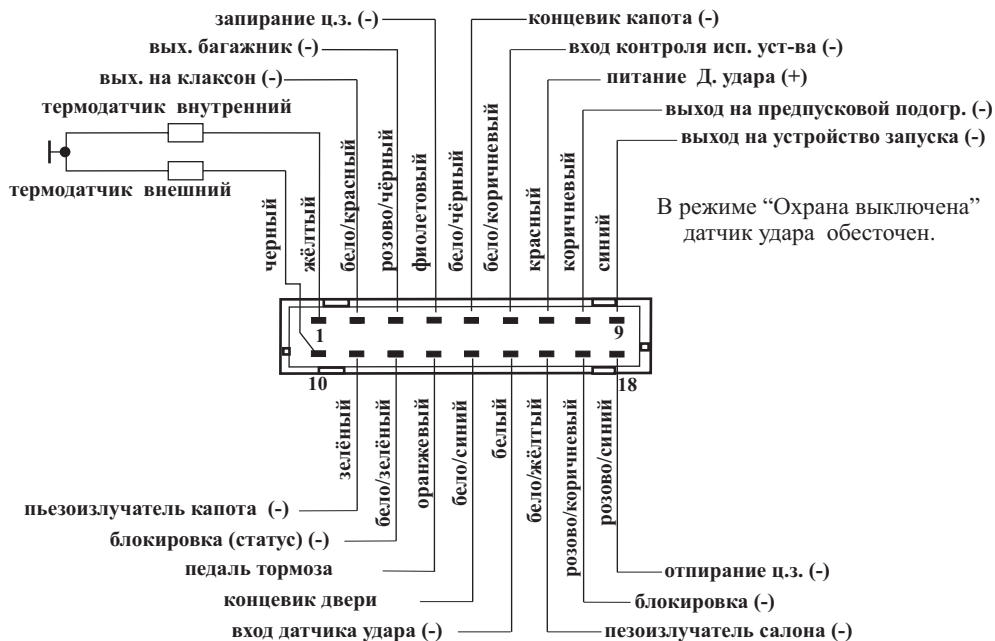 запирание ц.з. (-)
концевик капота (-)
вых. багажник (-)
вход контроля исп. уст-ва (-)
вых. на клаксон (-)
питание Д. удара (+)
термодатчик внутренний
выход на предпусковой подогр. (-)
выход на устройство запуска (-)
термодатчик внешний
В режиме “Охрана выключена”
датчик удара обесточен.
черный
жёлтый
бело/красный
розово/чёрный
фиолетовый
бело/чёрный
бело/коричневый
красный
коричневый
синий
1
9
10
18
зелёный
бело/зелёный
оранжевый
бело/синий
белый
бело/жёлтый
розово/коричневый
розово/синий
пьезоизлучатель капота (-)
блокировка (статус) (-)
педаль тормоза
отпирание ц.з. (-)
концевик двери
блокировка (-)
вход датчика удара (-)
пезоизлучатель салона (-)